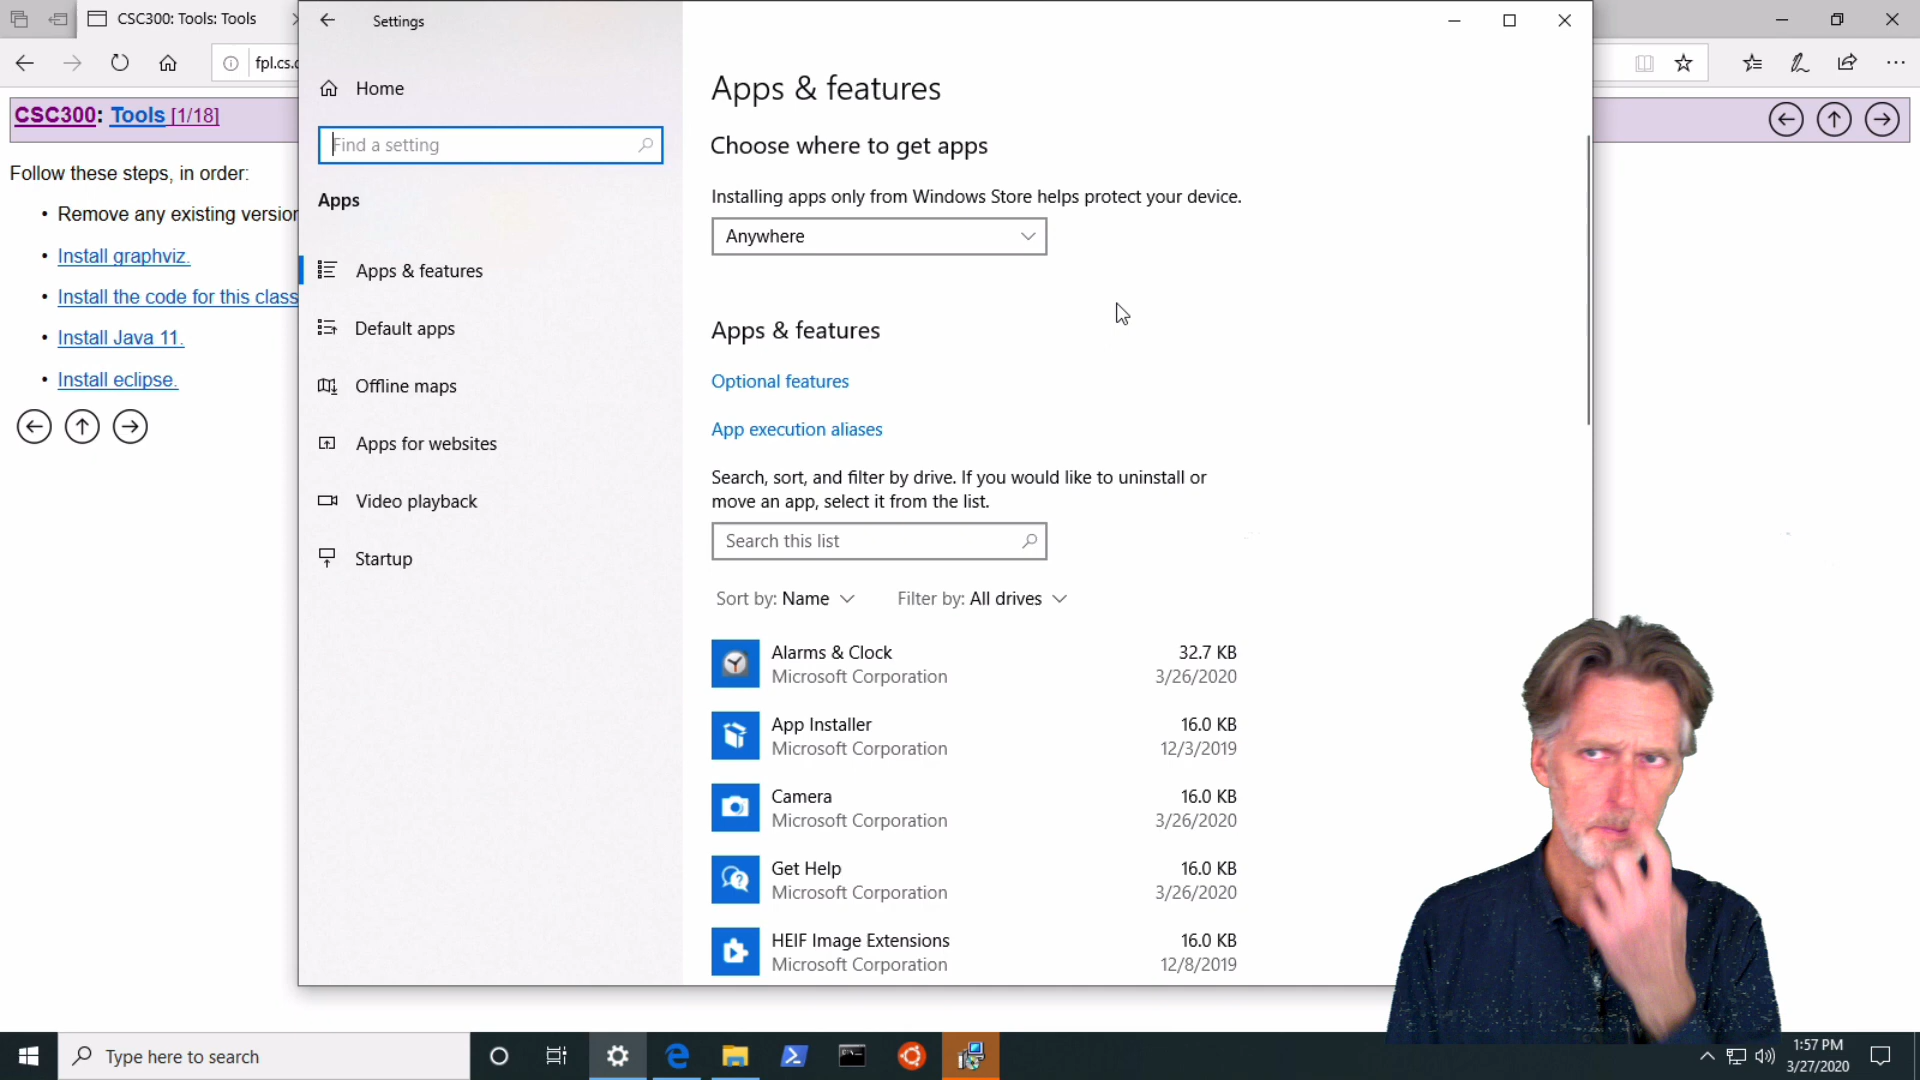 CSC300: Tools: Tools
fpl.cs.
CSC300: Tools [1/18]
Follow these steps, in order:
• Remove any existing version
• Install graphviz.
• Install the code for this class
• Install Java 11.
• Install eclipse.
Settings
Home
Find a setting
Apps
Apps & features
Default apps
Offline maps
Apps for websites
Video playback
Startup
Apps & features
Choose where to get apps
Installing apps only from Windows Store helps protect your device.
Anywhere
Apps & features
Optional features
App execution aliases
Search, sort, and filter by drive. If you would like to uninstall or
move an app, select it from the list.
Search this list
Sort by: Name Filter by: All drives
Alarms & Clock 32.7 KB
Microsoft Corporation 3/26/2020
App Installer 16.0 KB
Microsoft Corporation 12/3/2019
Camera 16.0 KB
Microsoft Corporation 3/26/2020
Get Help 16.0 KB
Microsoft Corporation 3/26/2020
HEIF Image Extensions 16.0 KB
Microsoft Corporation 12/8/2019
Type here to search
1:57 PM
3/27/2020